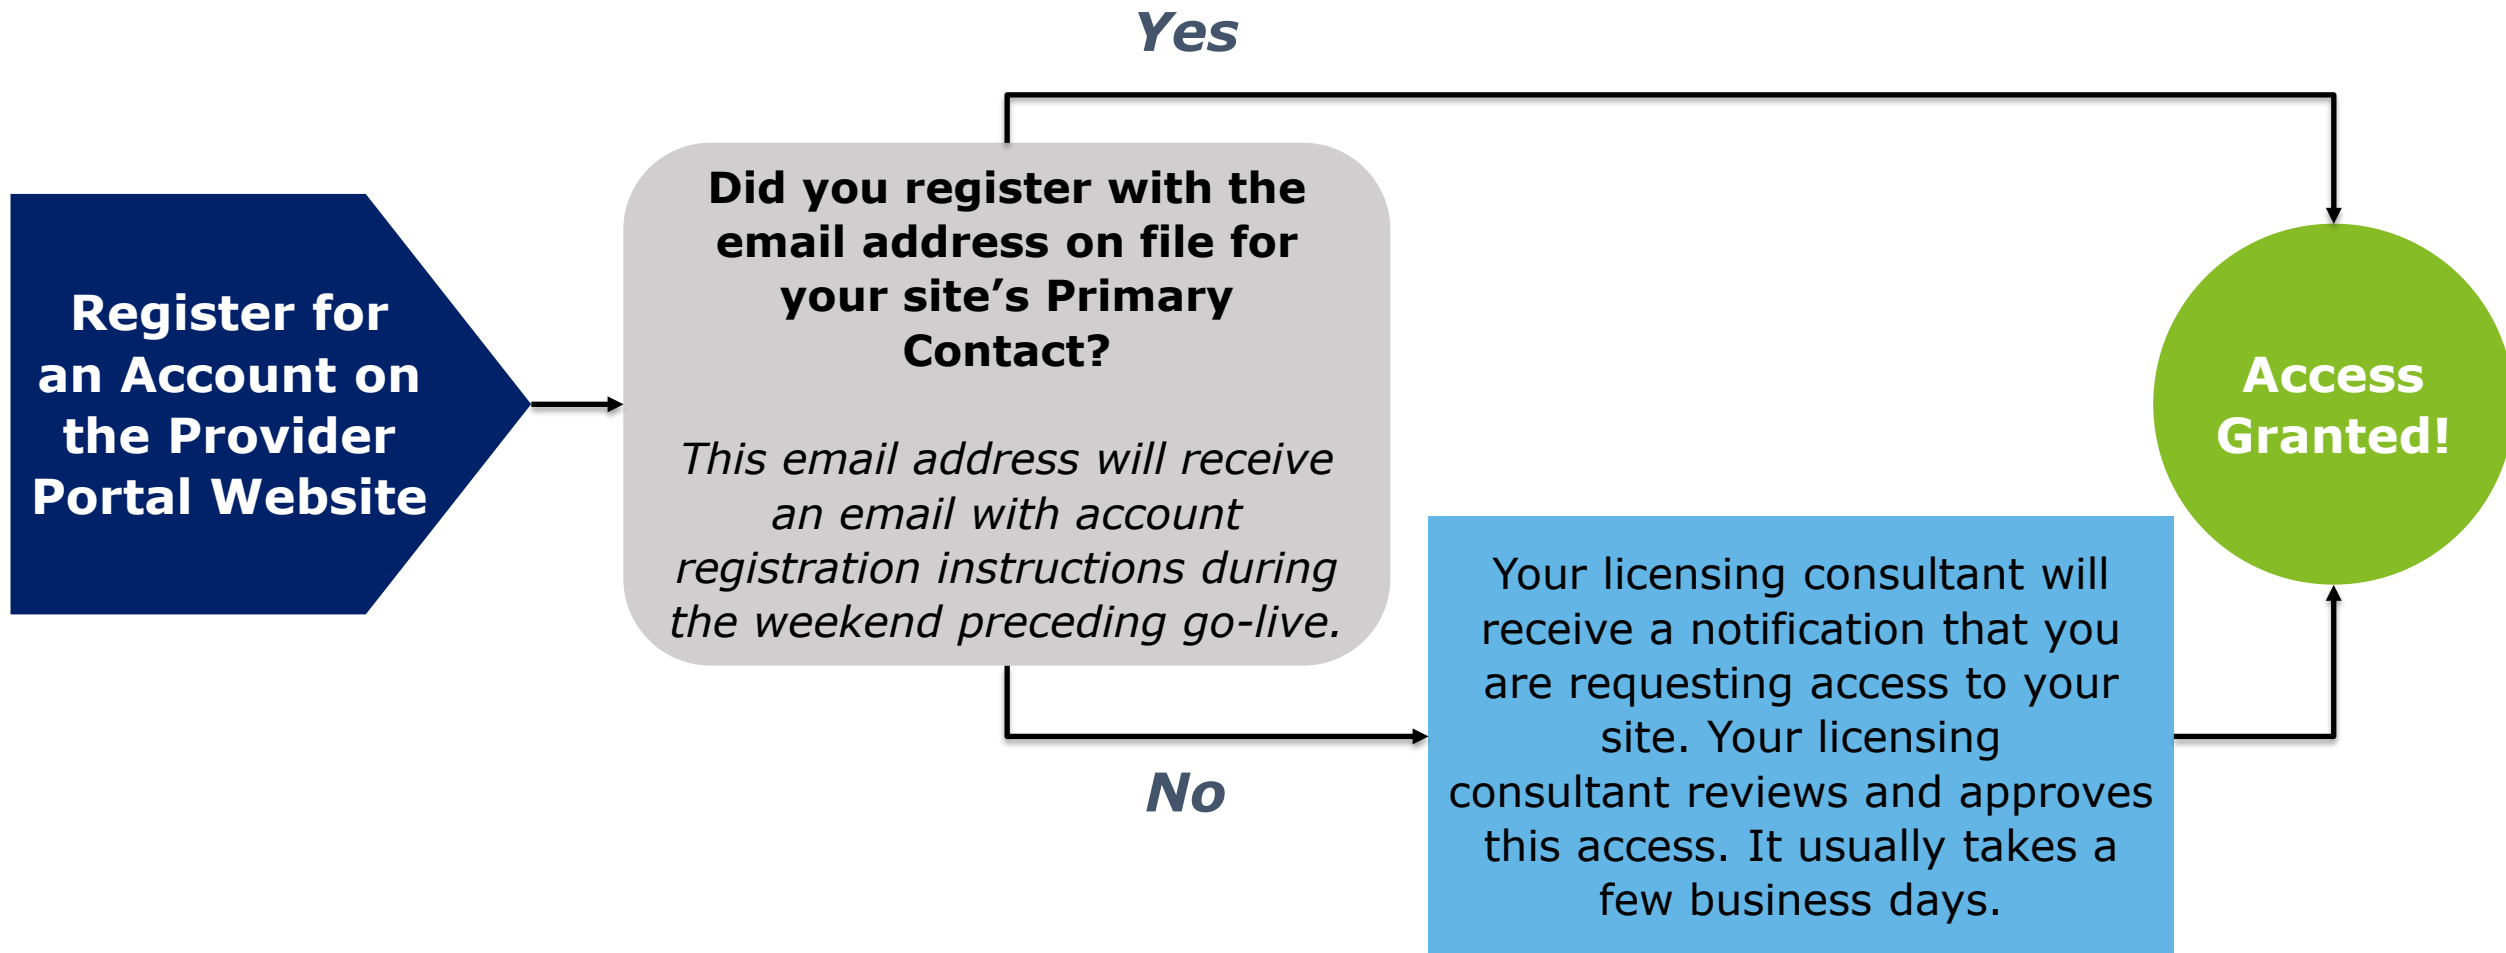 Yes
Register for
an Account on
the Provider
Portal Website
Did you register with the
email address on file for
your site’s Primary
Contact?
This email address will receive
an email with account
registration instructions during
the weekend preceding go-live.
Access
Granted!
No
Your licensing consultant will
receive a notification that you
are requesting access to your
site. Your licensing
consultant reviews and approves
this access. It usually takes a
few business days.